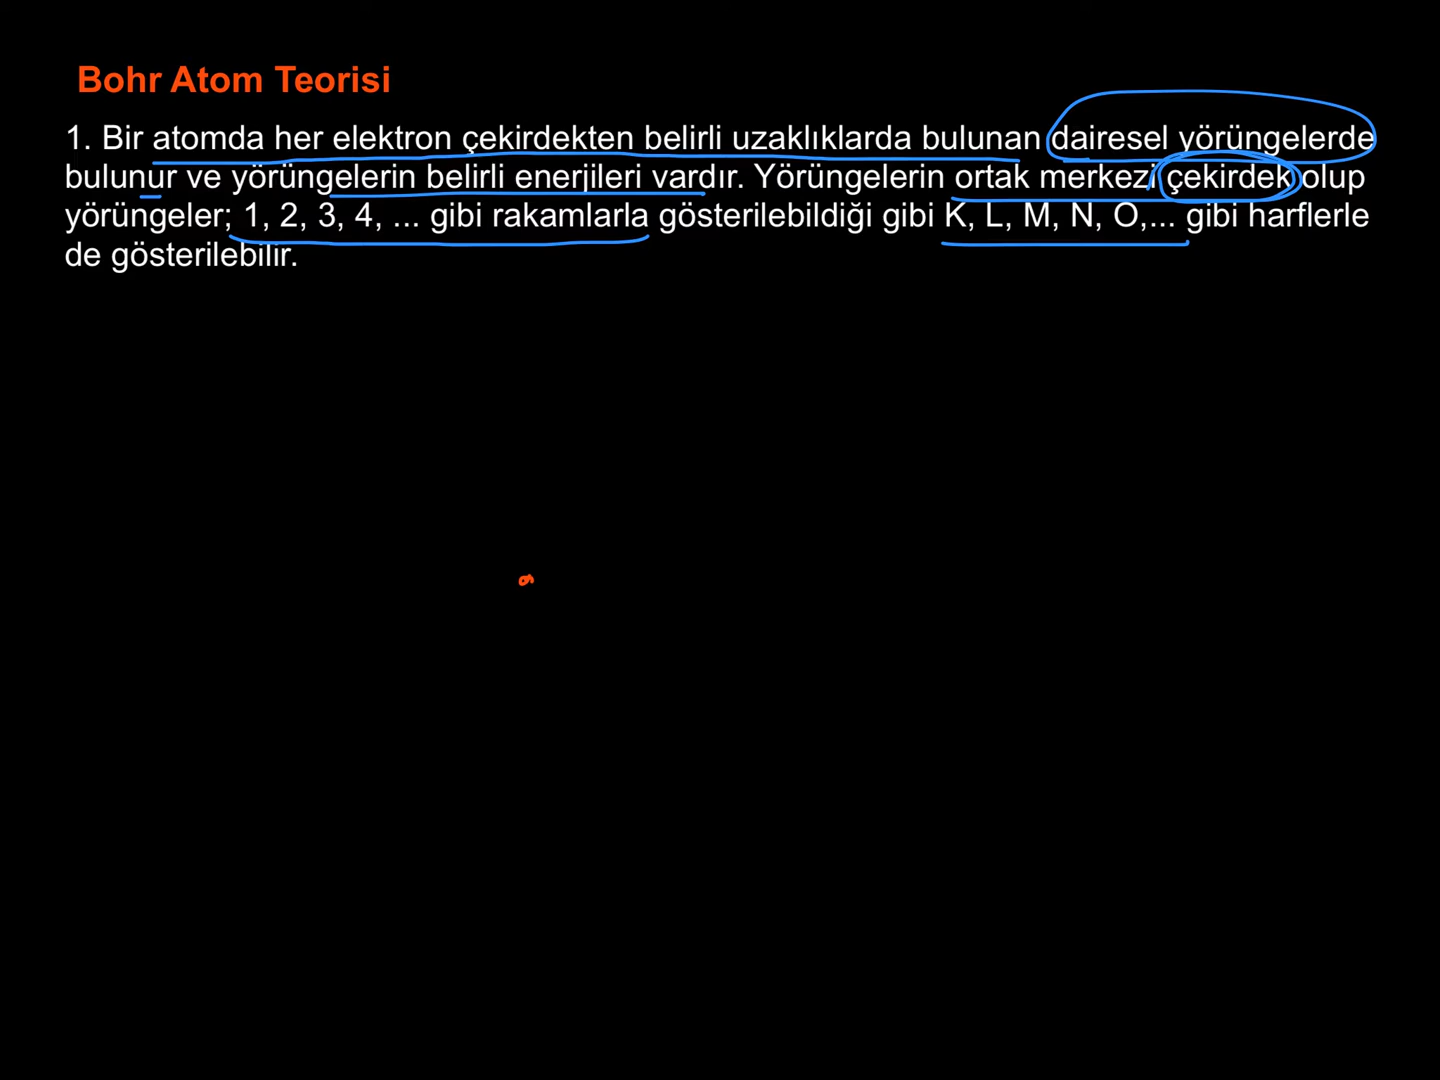 Bohr Atom Teorisi
1. Bir atomda her elektron çekirdekten belirli uzaklıklarda bulunan dairesel yörüngelerde
bulunur ve yörüngelerin belirli enerjileri vardır. Yörüngelerin ortak merkezi çekirdek olup
yörüngeler; 1, 2, 3, 4, ... gibi rakamlarla gösterilebildiği gibi K, L, M, N, O,... gibi harflerle
de gösterilebilir.